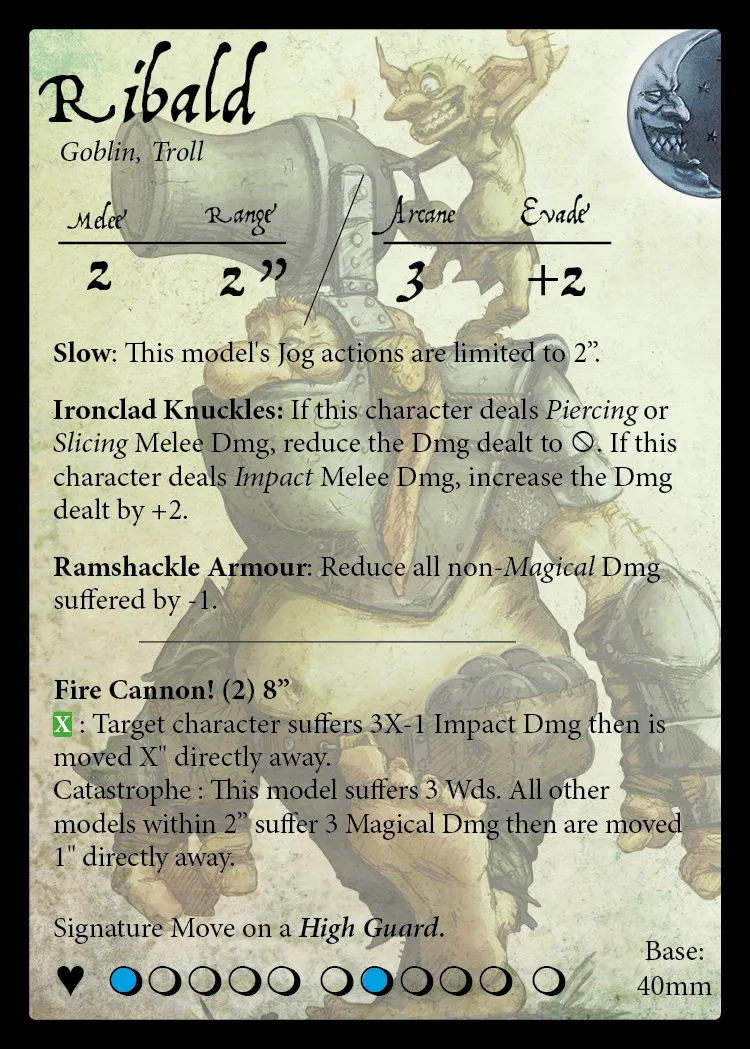 Ribald
Goblin, Troll
Melee Range Arcane Evade
2 2” 3 +2
Slow: This model's Jog actions are limited to 2”.
Ironclad Knuckles: If this character deals Piercing or
Slicing Melee Dmg, reduce the Dmg dealt to 🛇. If this
character deals Impact Melee Dmg, increase the Dmg
dealt by +2.
Ramshackle Armour: Reduce all non-Magical Dmg
suffered by -1.
Fire Cannon! (2) 8”
X : Target character suffers 3X-1 Impact Dmg then is
moved X" directly away.
Catastrophe : This model suffers 3 Wds. All other
models within 2” suffer 3 Magical Dmg then are moved
1" directly away.
Signature Move on a High Guard.
Base:
40mm